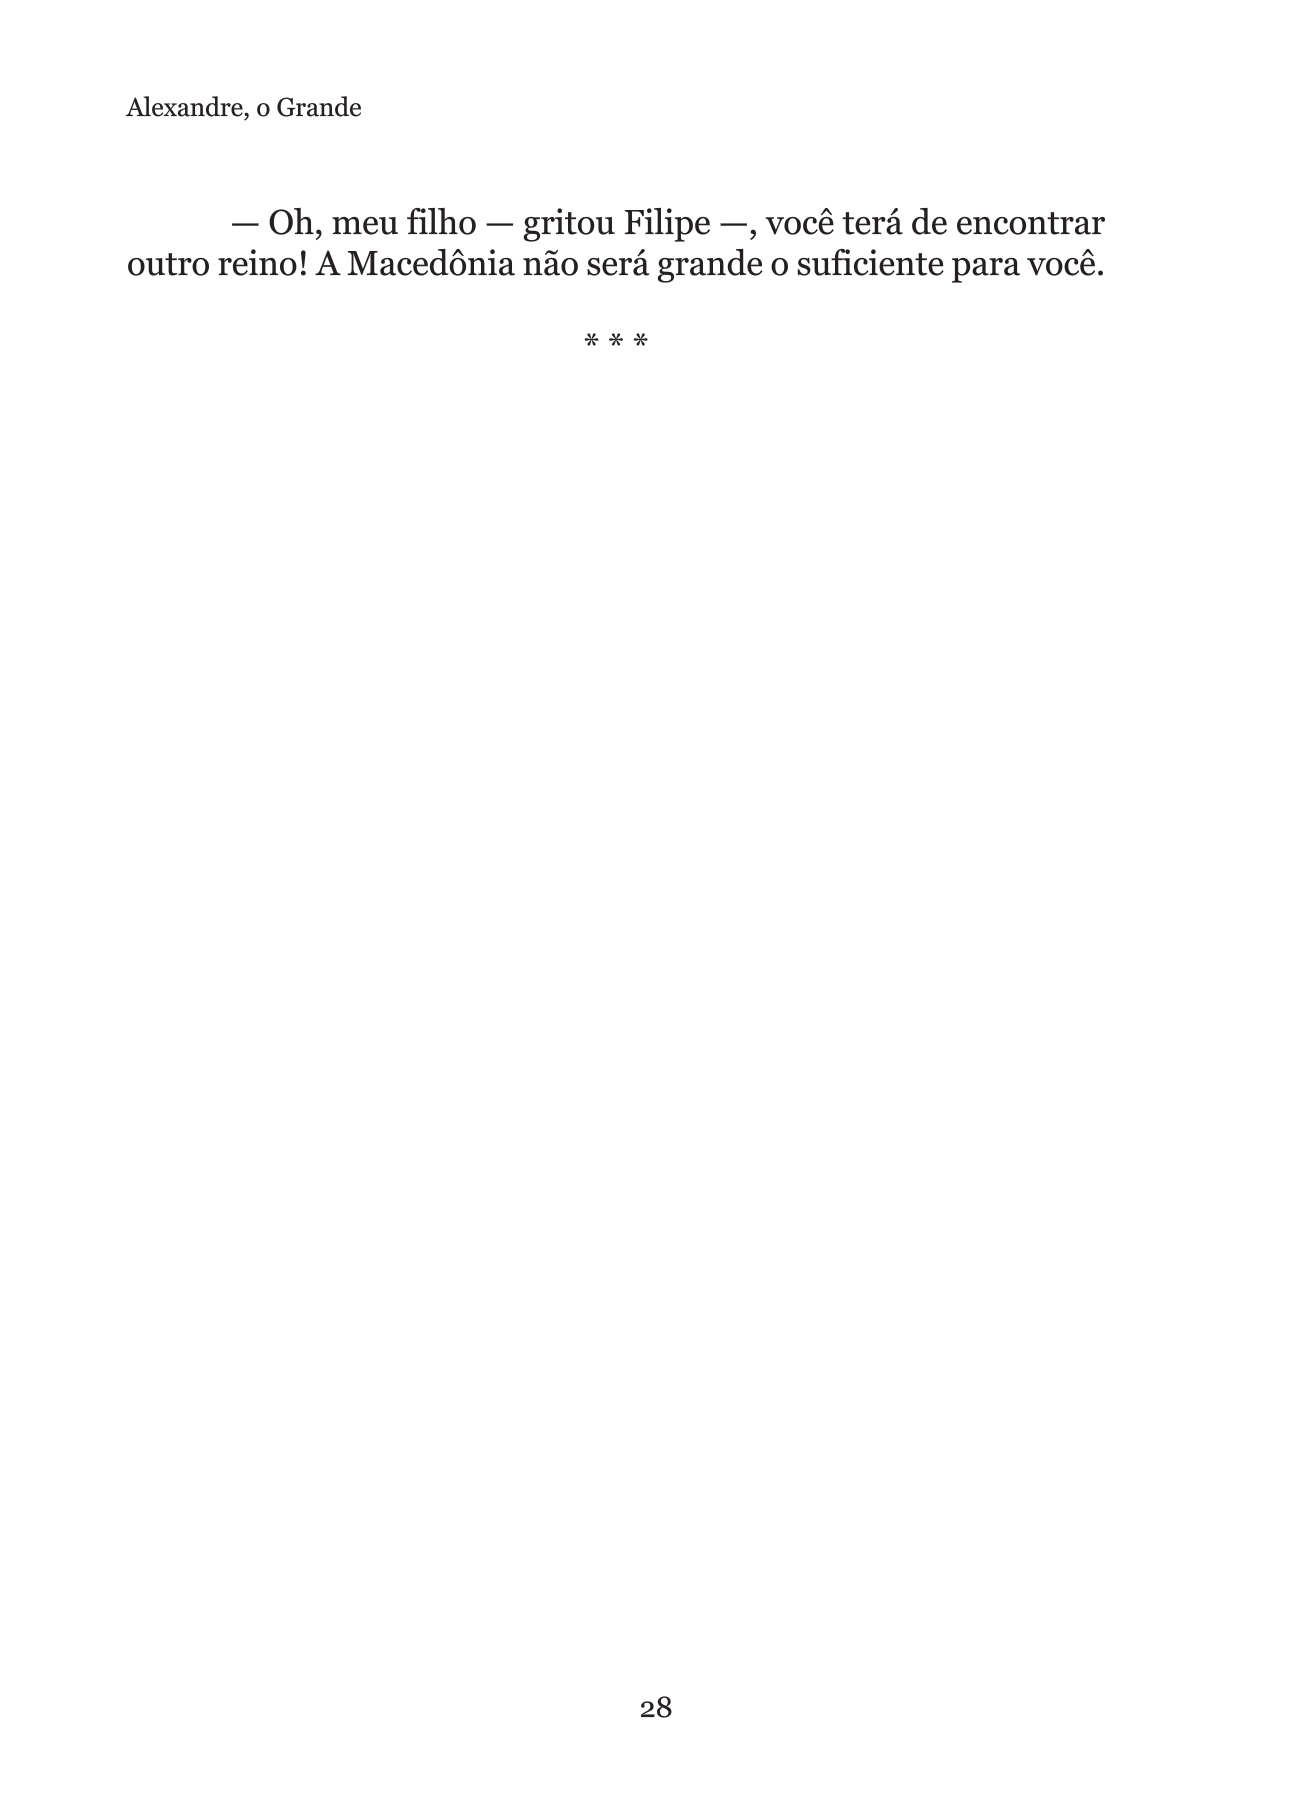 Alexandre, o Grande
— Oh, meu filho — gritou Filipe —, você terá de encontrar
outro reino! A Macedônia não será grande o suficiente para você.
* * *
28